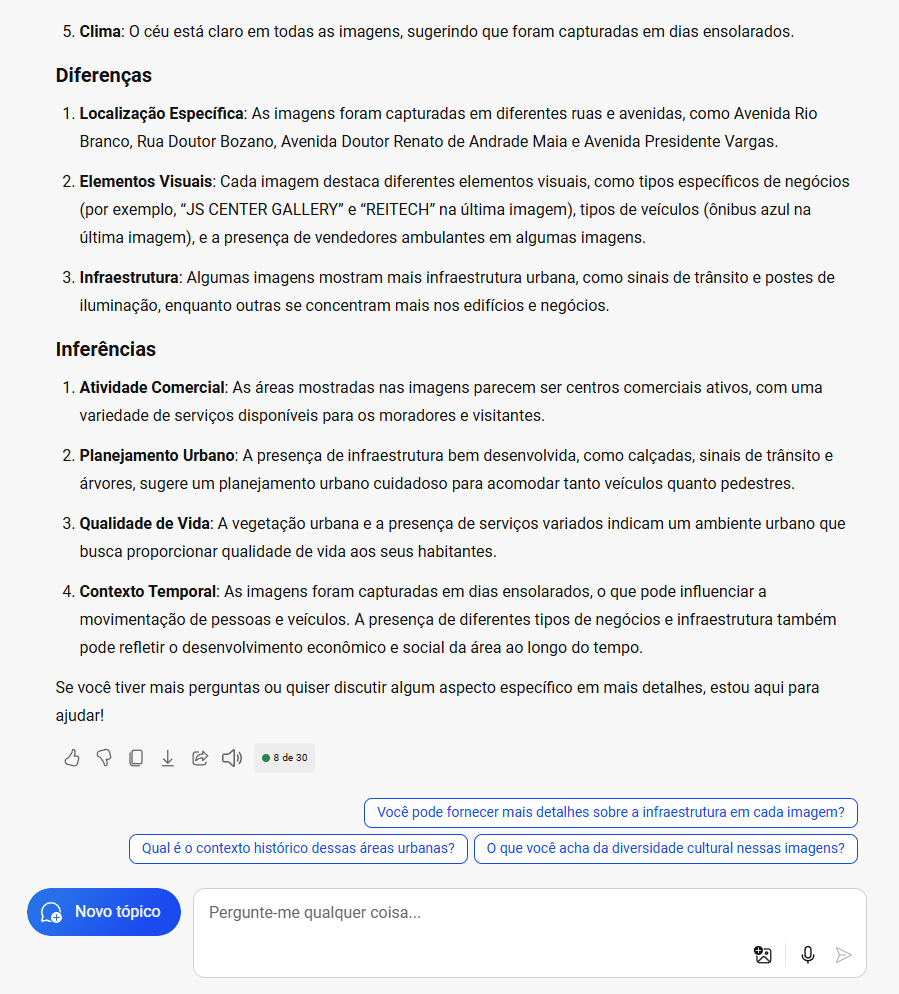 5. Clima: O céu está claro em todas as imagens, sugerindo que foram capturadas em dias ensolarados.
Diferenças
1. Localização Específica: As imagens foram capturadas em diferentes ruas e avenidas, como Avenida Rio
Branco, Rua Doutor Bozano, Avenida Doutor Renato de Andrade Maia e Avenida Presidente Vargas.
2. Elementos Visuais: Cada imagem destaca diferentes elementos visuais, como tipos específicos de negócios
(por exemplo, “JS CENTER GALLERY” e “REITECH” na última imagem), tipos de veículos (ônibus azul na
última imagem), e a presença de vendedores ambulantes em algumas imagens.
3. Infraestrutura: Algumas imagens mostram mais infraestrutura urbana, como sinais de trânsito e postes de
iluminação, enquanto outras se concentram mais nos edifícios e negócios.
Inferências
1. Atividade Comercial: As áreas mostradas nas imagens parecem ser centros comerciais ativos, com uma
variedade de serviços disponíveis para os moradores e visitantes.
2. Planejamento Urbano: A presença de infraestrutura bem desenvolvida, como calçadas, sinais de trânsito e
árvores, sugere um planejamento urbano cuidadoso para acomodar tanto veículos quanto pedestres.
3. Qualidade de Vida: A vegetação urbana e a presença de serviços variados indicam um ambiente urbano que
busca proporcionar qualidade de vida aos seus habitantes.
4. Contexto Temporal: As imagens foram capturadas em dias ensolarados, o que pode influenciar a
movimentação de pessoas e veículos. A presença de diferentes tipos de negócios e infraestrutura também
pode refletir o desenvolvimento econômico e social da área ao longo do tempo.
Se você tiver mais perguntas ou quiser discutir algum aspecto específico em mais detalhes, estou aqui para
ajudar!
8 de 30
Você pode fornecer mais detalhes sobre a infraestrutura em cada imagem?
Qual é o contexto histórico dessas áreas urbanas?
O que você acha da diversidade cultural nessas imagens?
Novo tópico
Pergunte-me qualquer coisa...